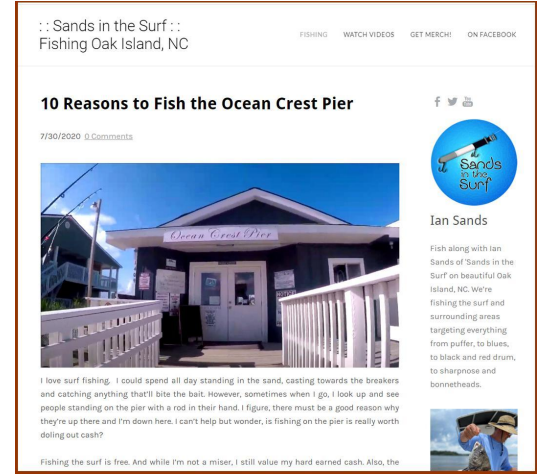 : : Sands in the Surf : :
Fishing Oak Island, NC
FISHING WATCH VIDEOS GET MERCH! ON FACEBOOK
10 Reasons to Fish the Ocean Crest Pier
7/30/2020 0 Comments
Ocean Crest Pier
I love surf fishing. I could spend all day standing in the sand, casting towards the breakers
and catching anything that'll bite the bait. However, sometimes when I go, I look up and see
people standing on the pier with a rod in their hand. I figure, there must be a good reason why
they're up there and I'm down here. I can't help but wonder, is fishing on the pier is really worth
doling out cash?
Fishing the surf is free. And while I'm not a miser, I still value my hard earned cash. Also, the
You
Sands
in the
Surf
Ian Sands
Fish along with Ian
Sands of 'Sands in the
Surf' on beautiful Oak
Island, NC. We're
fishing the surf and
surrounding areas
targeting everything
from puffer, to blues,
to black and red drum,
to sharpnose and
bonnetheads.